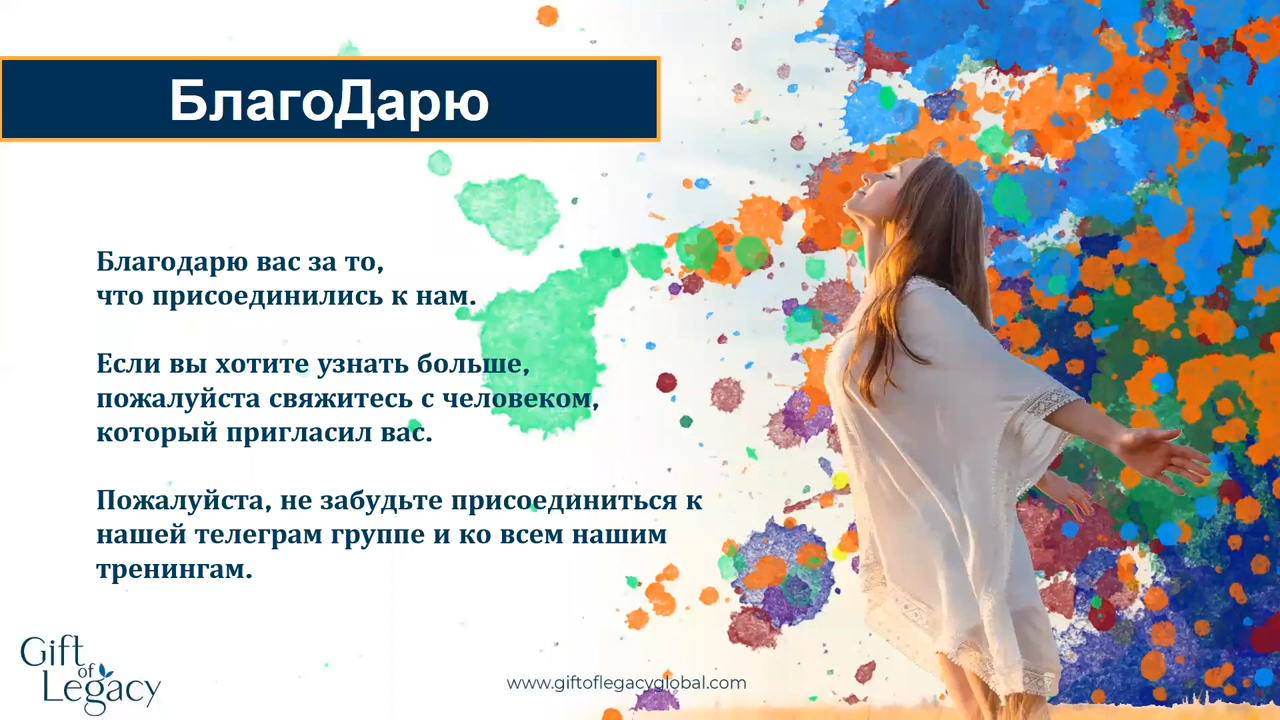 БлагоДарю
Благодарю вас за то,
что присоединились к нам.
Если вы хотите узнать больше,
пожалуйста свяжитесь с человеком,
который пригласил вас.
Пожалуйста, не забудьте присоединиться к
нашей телеграм группе и ко всем нашим
тренингам.
Gift
of
Legacy
www.giftoflegacyglobal.com